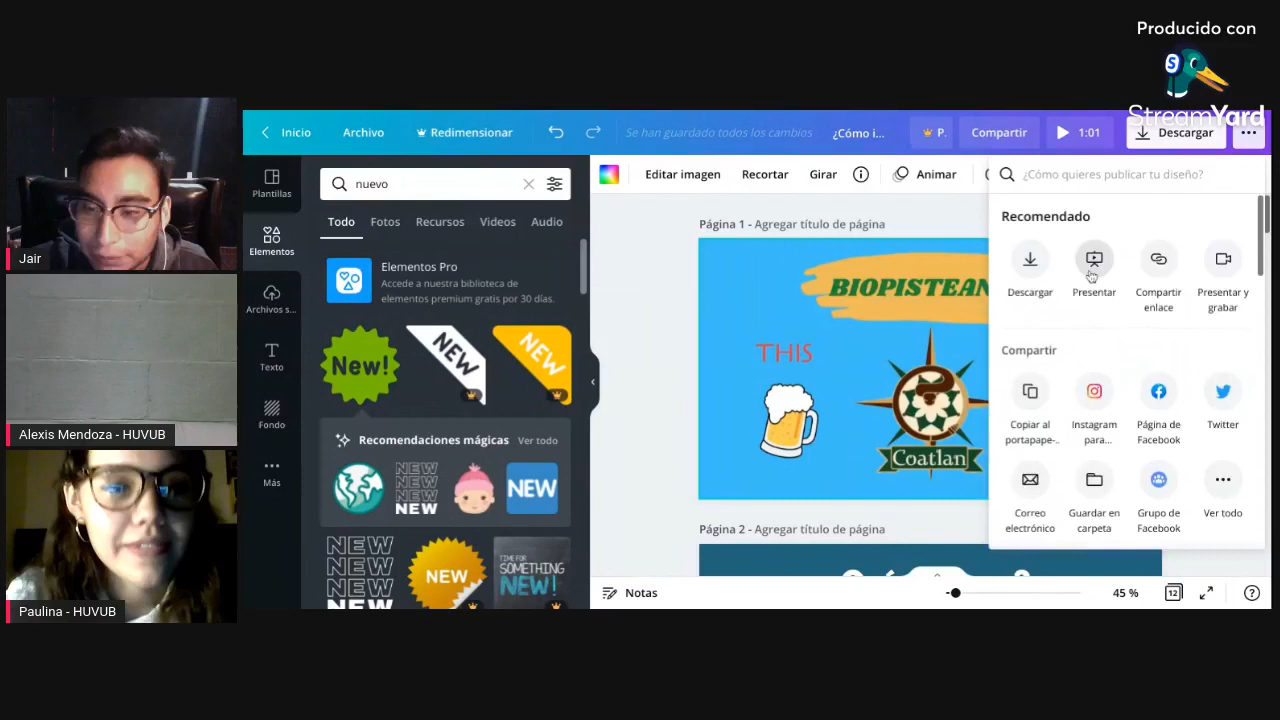 Producido con
StreamYard
Jair
Alexis Mendoza - HUVUB
Paulina - HUVUB
Inicio
Archivo
Redimensionar
Se han guardado todos los cambios
¿Cómo i...
P.
Compartir
1:01
Descargar
Plantillas
Elementos
Archivos s...
Texto
Fondo
Más
nuevo
Todo
Fotos
Recursos
Videos
Audio
Elementos Pro
Accede a nuestra biblioteca de
elementos premium gratis por 30 días.
New!
NEW
NEW
Recomendaciones mágicas
Ver todo
NEW
NEW
NEW
NEW
NEW
NEW
NEW
NEW
NEW
NEW
TIME FOR
SOMETHING
NEW!
Editar imagen
Recortar
Girar
Animar
Página 1 - Agregar título de página
BIOPISTEAN
THIS
Coatlan
Página 2 - Agregar título de página
Notas
45 %
12
¿Cómo quieres publicar tu diseño?
Recomendado
Descargar
Presentar
Compartir
enlace
Presentar y
grabar
Compartir
Copiar al
portapape-..
Instagram
para...
Página de
Facebook
Twitter
Correo
electrónico
Guardar en
carpeta
Grupo de
Facebook
Ver todo